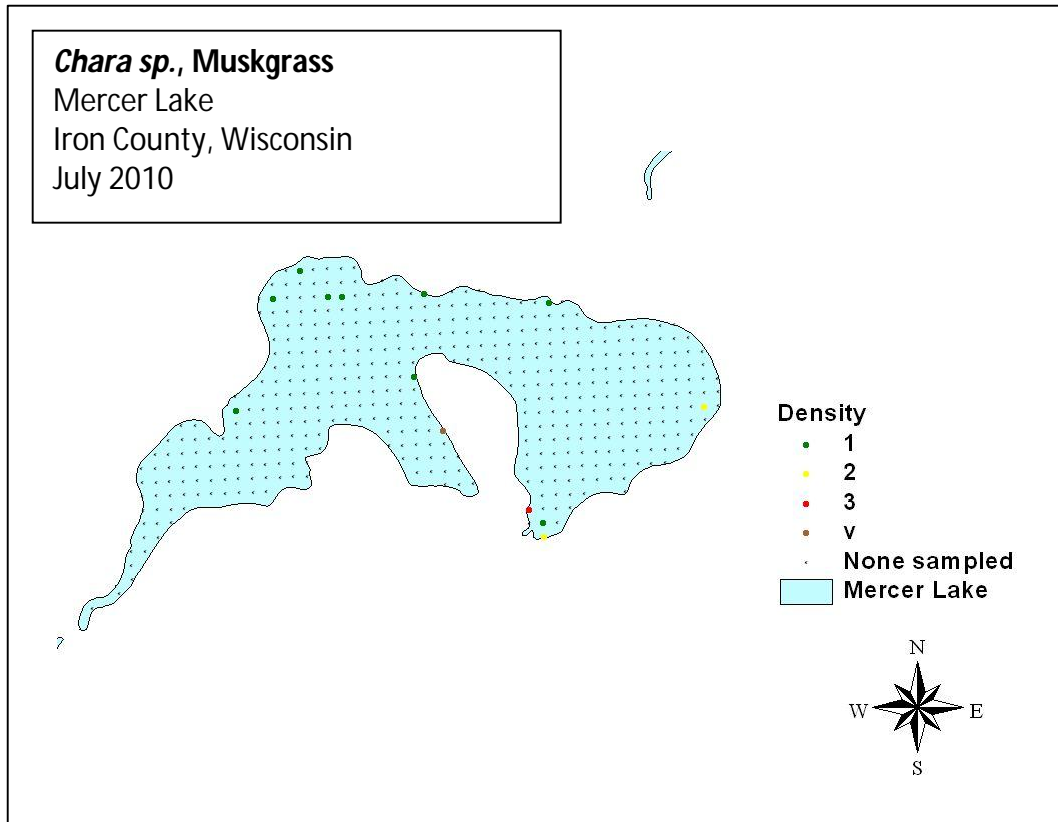 Chara sp., Muskgrass
Mercer Lake
Iron County, Wisconsin
July 2010
Density
1
2
3
v
None sampled
Mercer Lake
N
W E
S